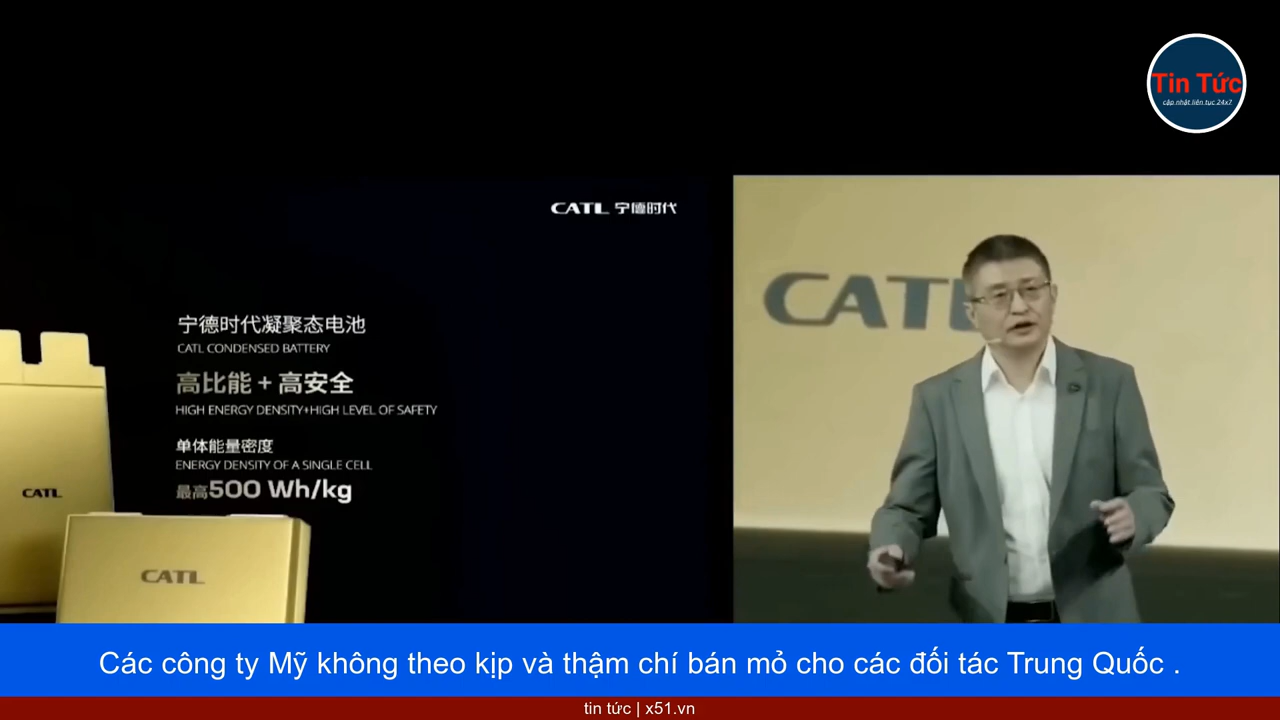 Tin Tức
cập nhật liên tục 24x7
CATL 宁德时代
宁德时代凝聚态电池
CATL CONDENSED BATTERY
高比能 + 高安全
HIGH ENERGY DENSITY+HIGH LEVEL OF SAFETY
单体能量密度
ENERGY DENSITY OF A SINGLE CELL
最高500 Wh/kg
CATL
CATL
CATL
Các công ty Mỹ không theo kịp và thậm chí bán mỏ cho các đối tác Trung Quốc .
tin tức | x51.vn